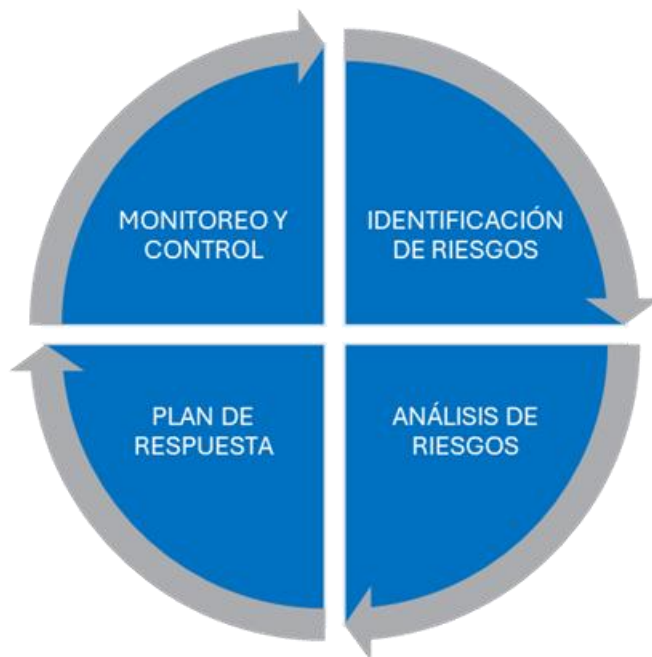 MONITOREO Y
CONTROL
IDENTIFICACIÓN
DE RIESGOS
PLAN DE
RESPUESTA
ANÁLISIS DE
RIESGOS